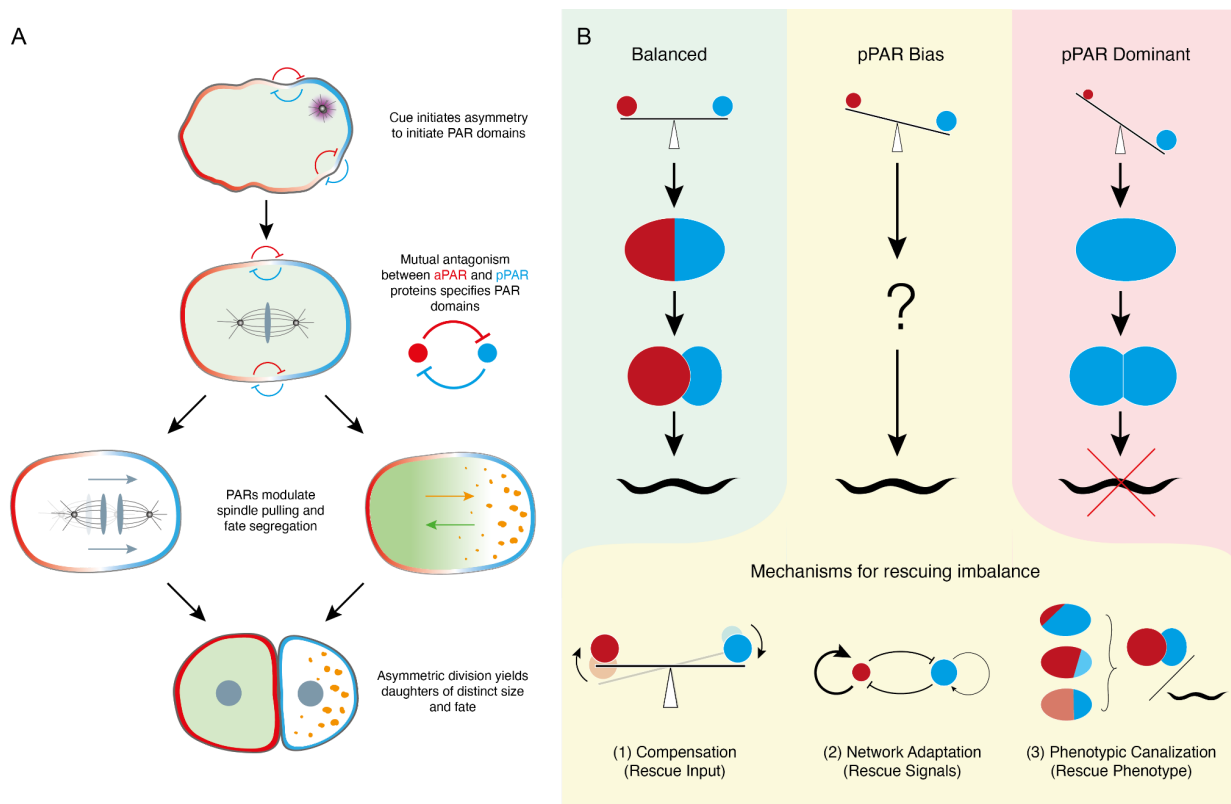 A
Cue initiates asymmetry
to initiate PAR domains
Mutual antagonism
between aPAR and pPAR
proteins specifies PAR
domains
PARs modulate
spindle pulling and
fate segregation
Asymmetric division yields
daughters of distinct size
and fate
B
Balanced
pPAR Bias
pPAR Dominant
?
Mechanisms for rescuing imbalance
(1) Compensation
(Rescue Input)
(2) Network Adaptation
(Rescue Signals)
(3) Phenotypic Canalization
(Rescue Phenotype)